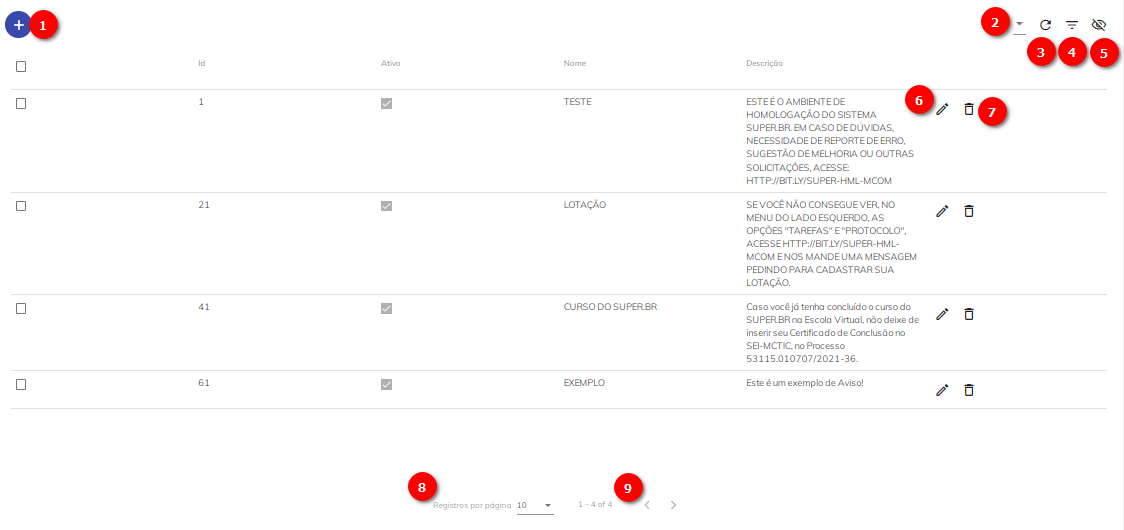 1
2
3
4
5
Id
Ativo
Nome
Descrição
1
TESTE
ESTE É O AMBIENTE DE
HOMOLOGAÇÃO DO SISTEMA
SUPER.BR. EM CASO DE DÚVIDAS,
NECESSIDADE DE REPORTE DE ERRO,
SUGESTÃO DE MELHORIA OU OUTRAS
SOLICITAÇÕES, ACESSE:
HTTP://BIT.LY/SUPER-HML-MCOM
6
7
21
LOTAÇÃO
SE VOCÊ NÃO CONSEGUE VER, NO
MENU DO LADO ESQUERDO, AS
OPÇÕES "TAREFAS" E "PROTOCOLO",
ACESSE HTTP://BIT.LY/SUPER-HML-
MCOM E NOS MANDE UMA MENSAGEM
PEDINDO PARA CADASTRAR SUA
LOTAÇÃO.
41
CURSO DO SUPER.BR
Caso você já tenha concluído o curso do
SUPER.BR na Escola Virtual, não deixe de
inserir seu Certificado de Conclusão no
SEI-MCTIC, no Processo
53115.010707/2021-36.
61
EXEMPLO
Este é um exemplo de Aviso!
8
9
Registros por página 10
1 – 4 of 4